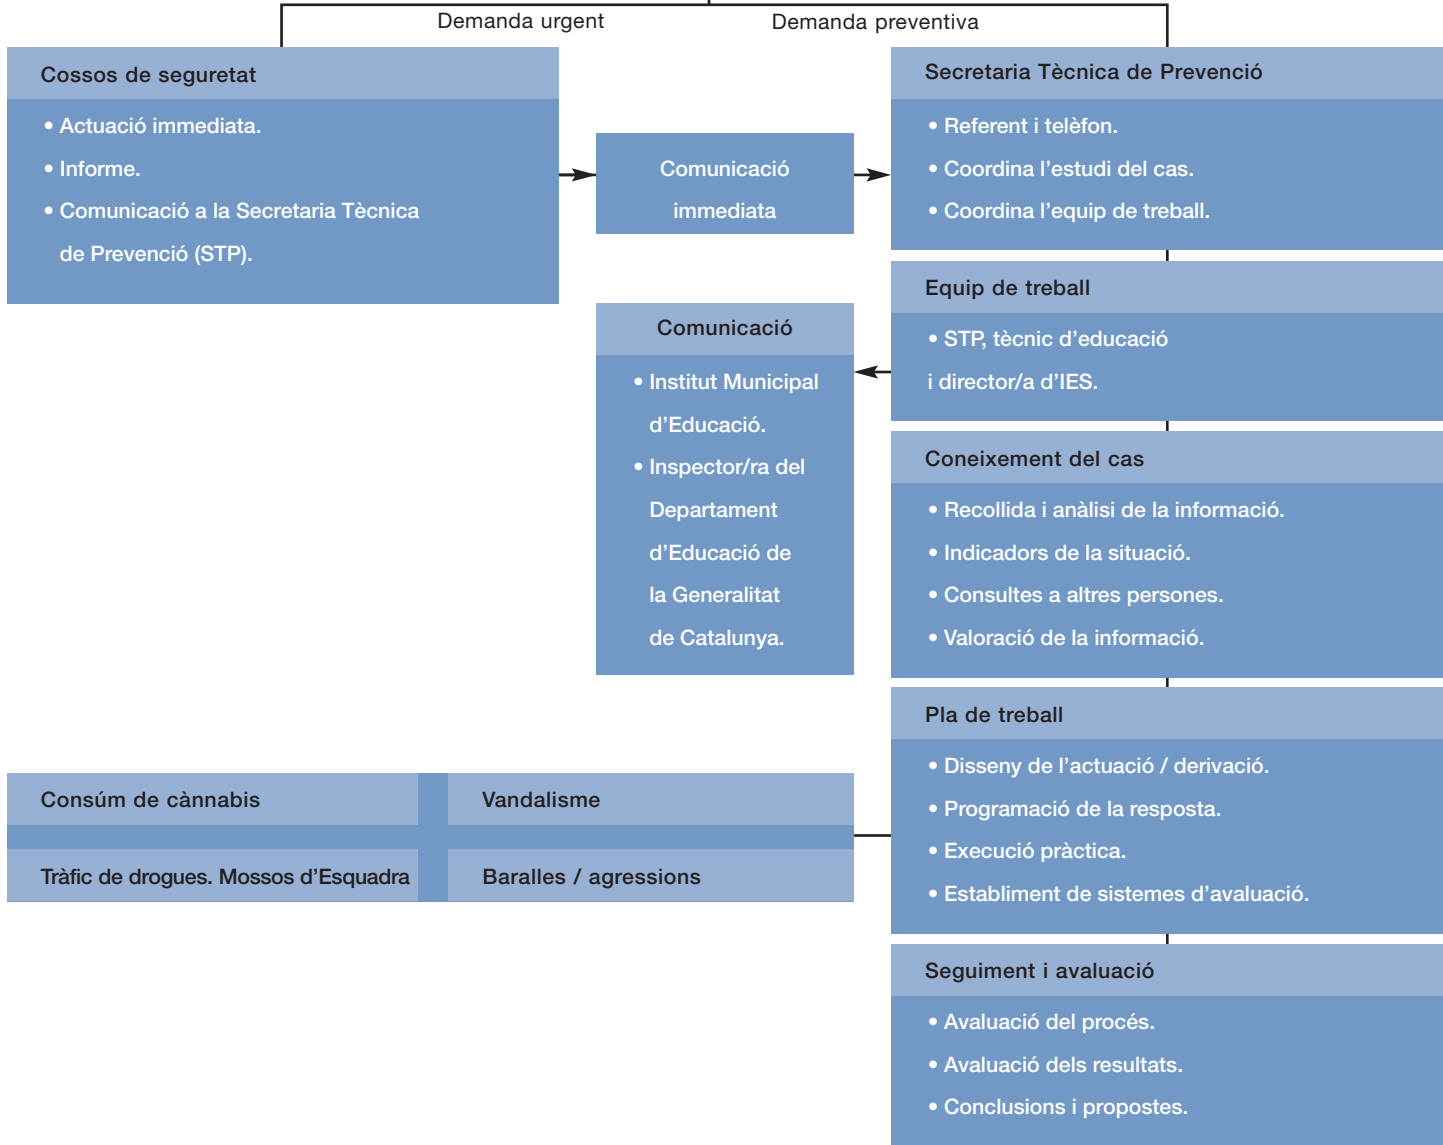 Demanda urgent
Demanda preventiva
Cossos de seguretat
• Actuació immediata.
• Informe.
• Comunicació a la Secretaria Tècnica
de Prevenció (STP).
Comunicació
immediata
Secretaria Tècnica de Prevenció
• Referent i telèfon.
• Coordina l’estudi del cas.
• Coordina l’equip de treball.
Equip de treball
• STP, tècnic d’educació
i director/a d’IES.
Comunicació
• Institut Municipal
d’Educació.
• Inspector/ra del
Departament
d’Educació de
la Generalitat
de Catalunya.
Coneixement del cas
• Recollida i anàlisi de la informació.
• Indicadors de la situació.
• Consultes a altres persones.
• Valoració de la informació.
Pla de treball
• Disseny de l’actuació / derivació.
• Programació de la resposta.
• Execució pràctica.
• Establiment de sistemes d’avaluació.
Consúm de cànnabis
Vandalisme
Tràfic de drogues. Mossos d’Esquadra
Baralles / agressions
Seguiment i avaluació
• Avaluació del procés.
• Avaluació dels resultats.
• Conclusions i propostes.